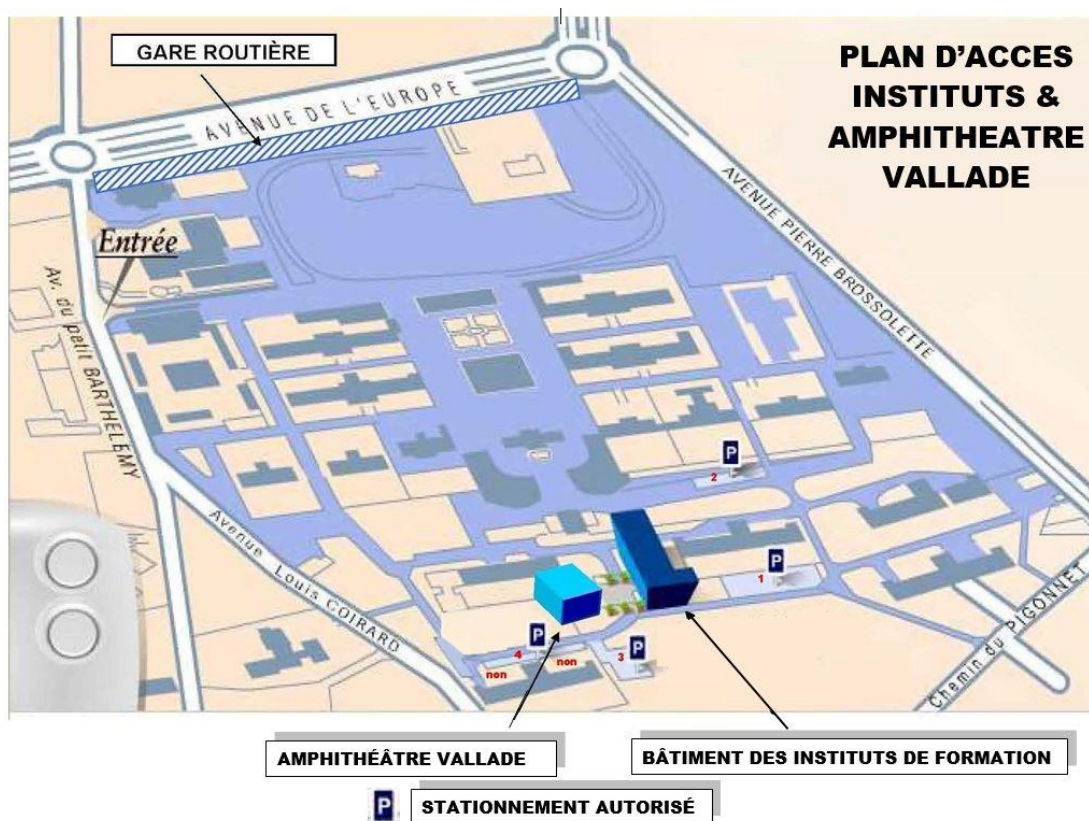 GARE ROUTIÈRE
PLAN D'ACCES
INSTITUTS &
AMPHITHEATRE
VALLADE
AVENUE DE L'EUROPE
AVENUE PIERRE BROSSOLETTE
Entrée
Av. du petit BARTHELEMY
P
2
P
1
Avenue Louis COIRARD
P
4
P
3
non
non
Chemin du PIGONNET
AMPHITHÉÂTRE VALLADE
BÂTIMENT DES INSTITUTS DE FORMATION
P STATIONNEMENT AUTORISÉ